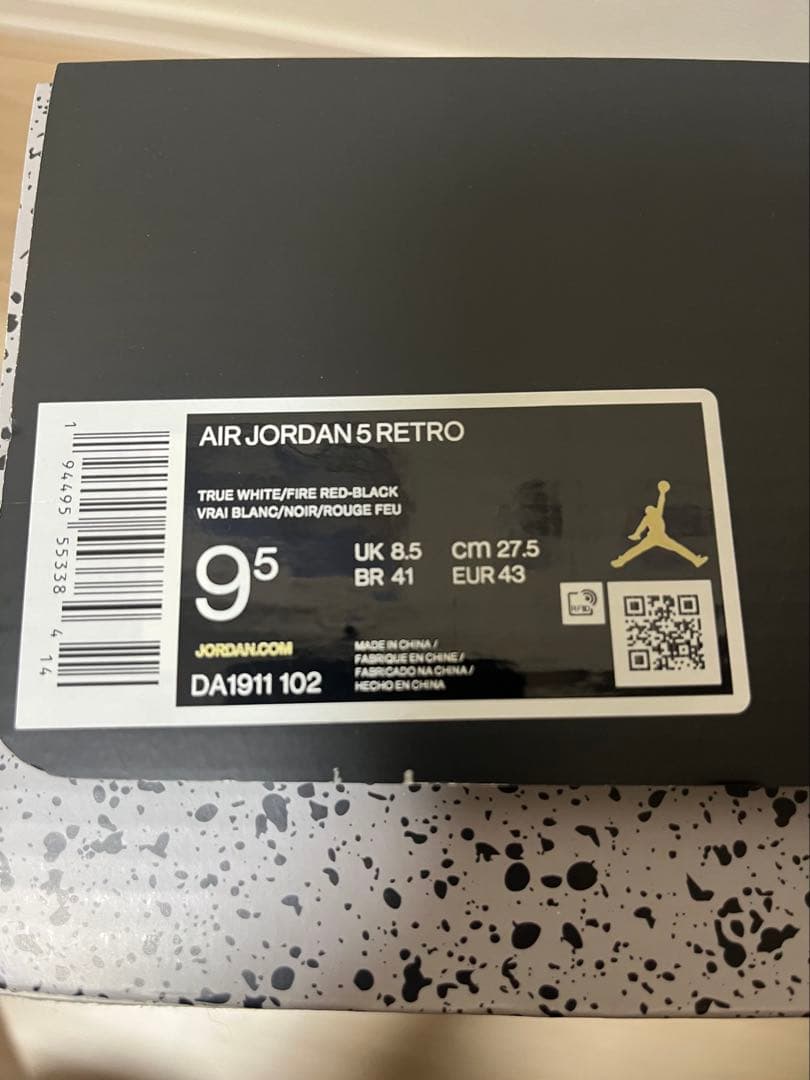 AIR JORDAN 5 RETRO
TRUE WHITE/FIRE RED-BLACK
VRAI BLANC/NOIR/ROUGE FEU
9⁵
UK 8.5 cm 27.5
BR 41 EUR 43
JORDAN.COM
DA1911 102
MADE IN CHINA /
FABRIQUE EN CHINE /
FABRICADO NA CHINA /
HECHO EN CHINA
RFID
1 94495 55338 4 14